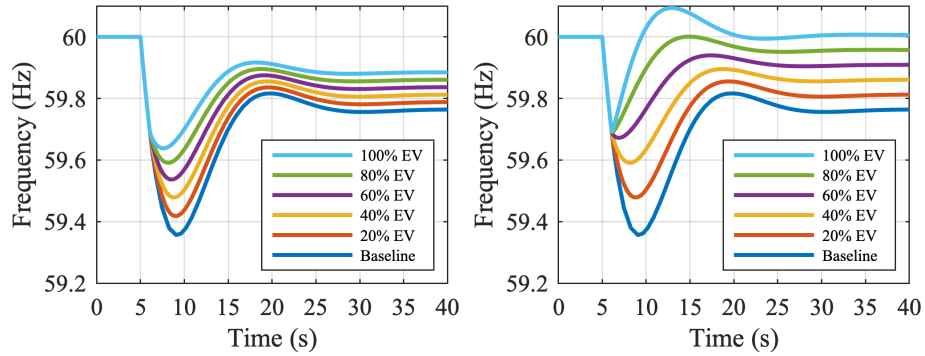 Frequency (Hz)
60
59.8
59.6
59.4
59.2
100% EV
80% EV
60% EV
40% EV
20% EV
Baseline
0 5 10 15 20 25 30 35 40
Time (s)
Frequency (Hz)
60
59.8
59.6
59.4
59.2
100% EV
80% EV
60% EV
40% EV
20% EV
Baseline
0 5 10 15 20 25 30 35 40
Time (s)